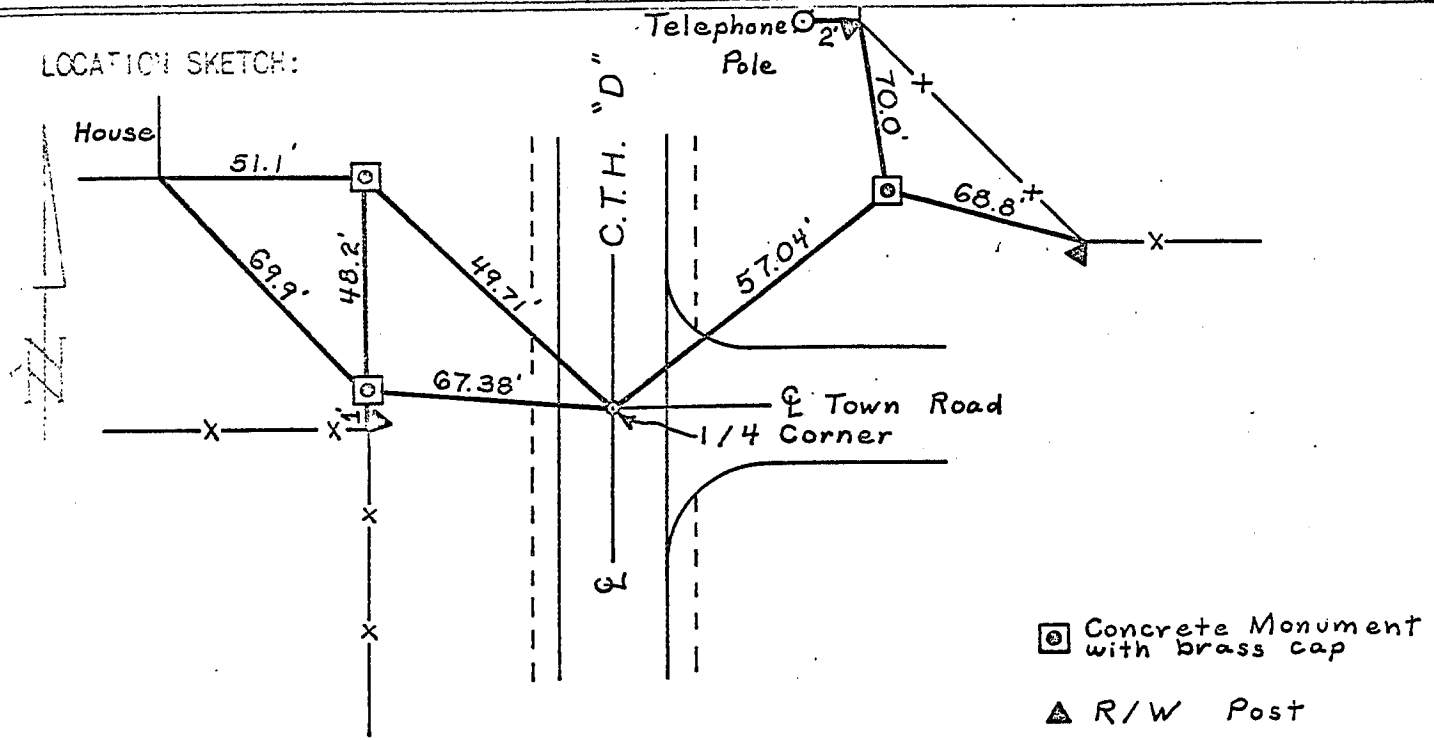 LOCATION SKETCH:
Telephone
Pole
2'
House
51.1'
48.2'
69.9'
49.71'
67.38'
1'
C.T.H. "D"
70.0'
68.8'
57.04'
℄ Town Road
1/4 Corner
℄
N
Concrete Monument
with brass cap
R/W Post